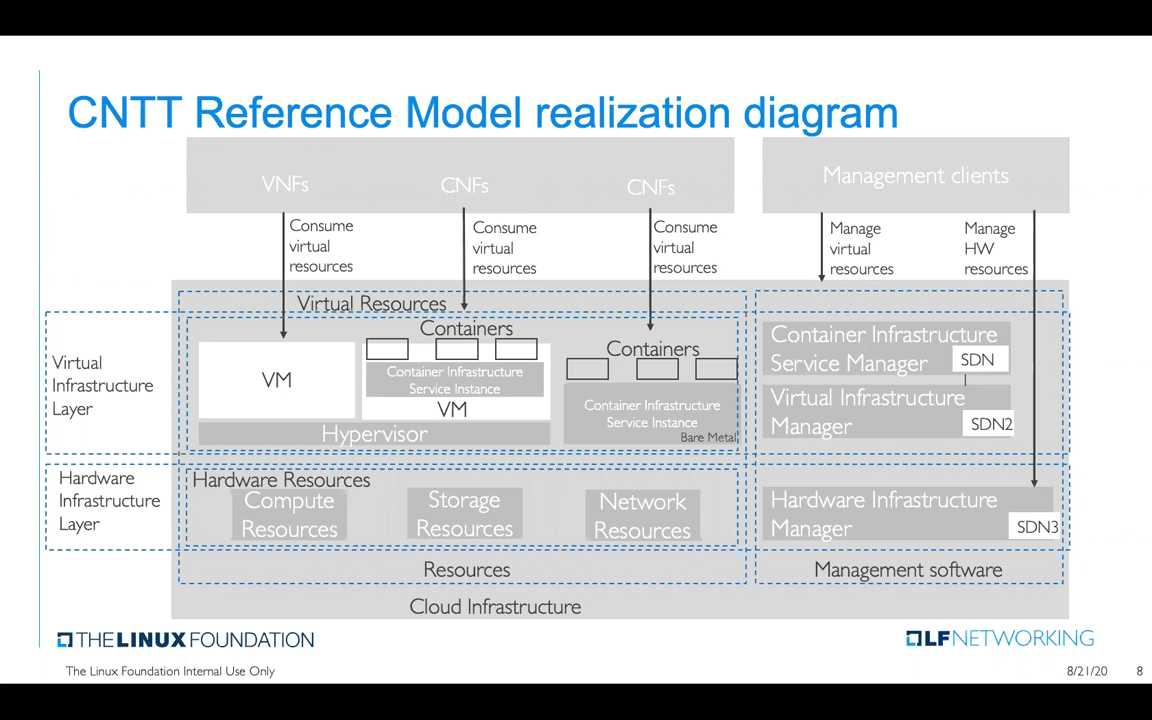 CNTT Reference Model realization diagram
VNFs
CNFs
CNFs
Management clients
Consume
virtual
resources
Consume
virtual
resources
Consume
virtual
resources
Manage
virtual
resources
Manage
HW
resources
Virtual Resources
Virtual
Infrastructure
Layer
Containers
VM
Container Infrastructure
Service Instance
VM
Hypervisor
Containers
Container Infrastructure
Service Instance
Bare Metal
Container Infrastructure
Service Manager
SDN
Virtual Infrastructure
Manager
SDN2
Hardware
Infrastructure
Layer
Hardware Resources
Compute
Resources
Storage
Resources
Network
Resources
Hardware Infrastructure
Manager
SDN3
Resources
Management software
Cloud Infrastructure
THE LINUX FOUNDATION
LFNETWORKING
The Linux Foundation Internal Use Only
8/21/20
8